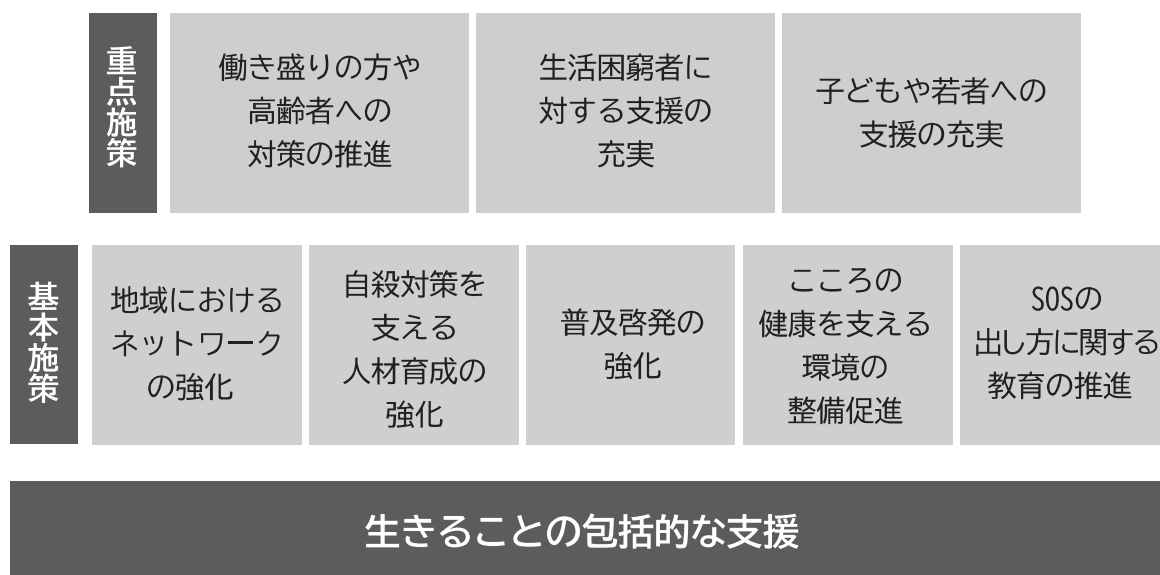 重点施策
働き盛りの方や
高齢者への
対策の推進
生活困窮者に
対する支援の
充実
子どもや若者への
支援の充実
基本施策
地域における
ネットワーク
の強化
自殺対策を
支える
人材育成の
強化
普及啓発の
強化
こころの
健康を支える
環境の
整備促進
SOSの
出し方に関する
教育の推進
生きることの包括的な支援